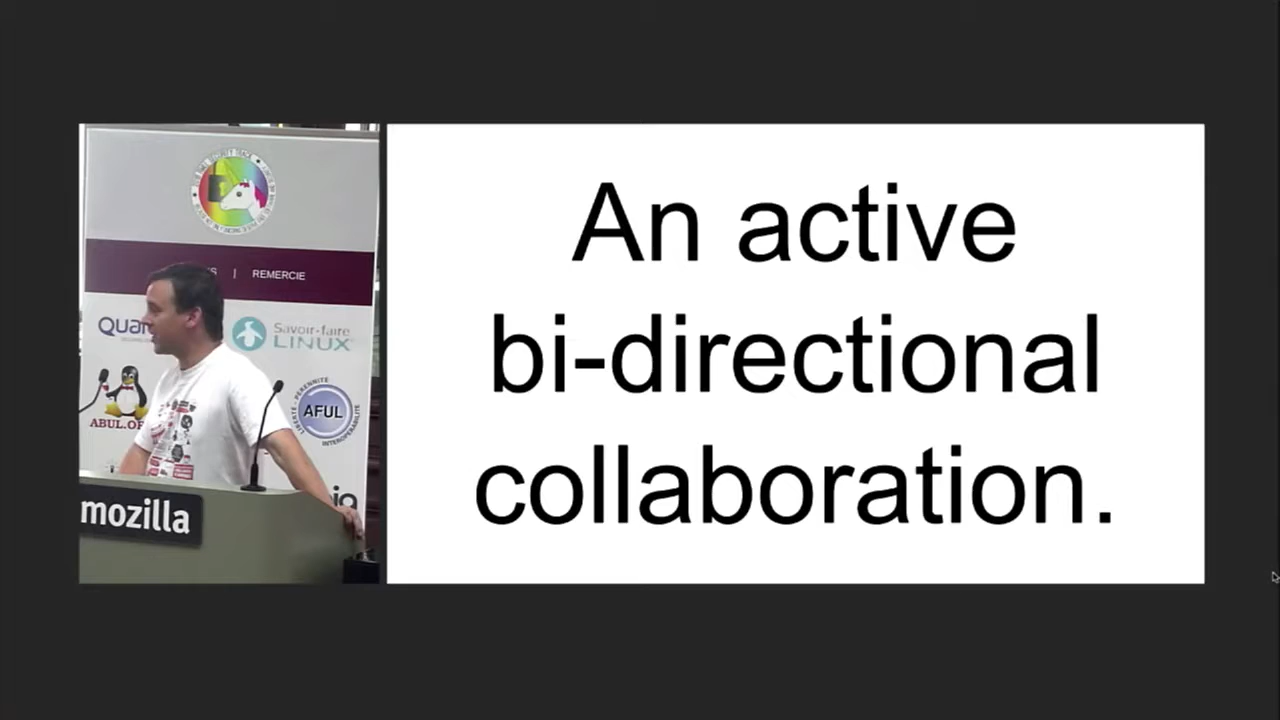 REMERCIE
Savoir-faire
LINUX
AFUL
mozilla
An active
bi-directional
collaboration.